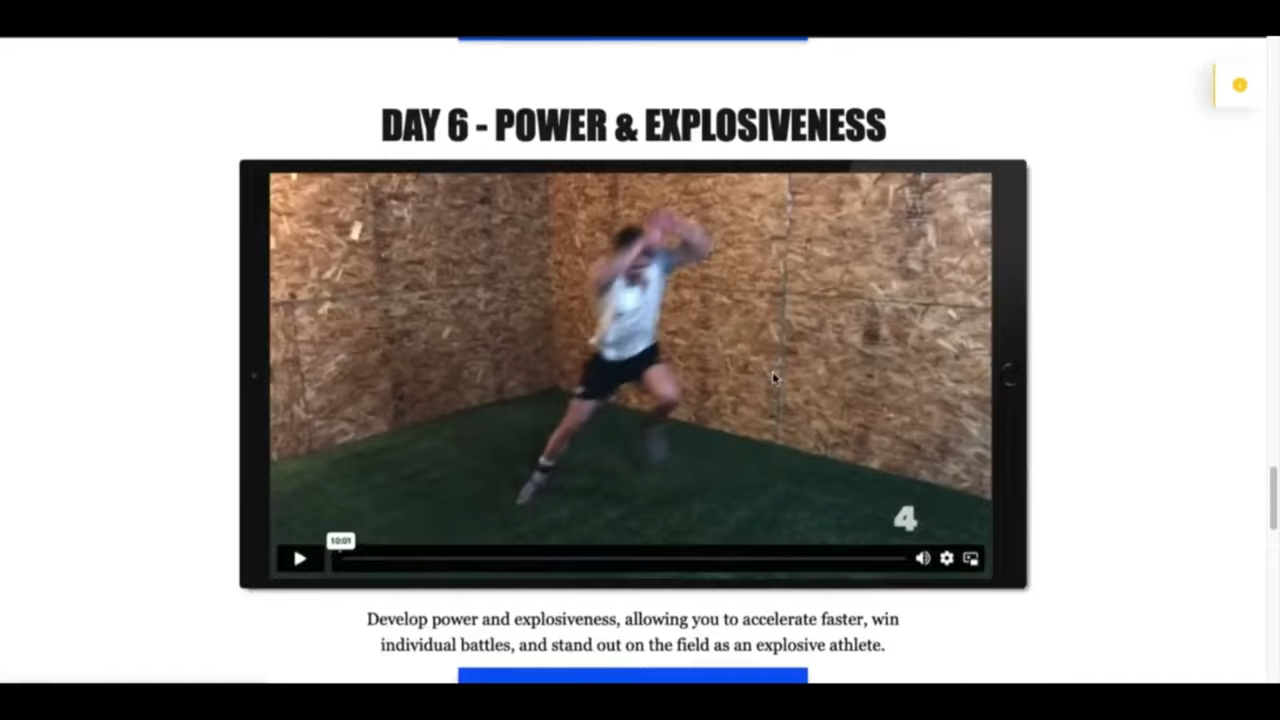 DAY 6 - POWER & EXPLOSIVENESS
4
10:01
Develop power and explosiveness, allowing you to accelerate faster, win
individual battles, and stand out on the field as an explosive athlete.